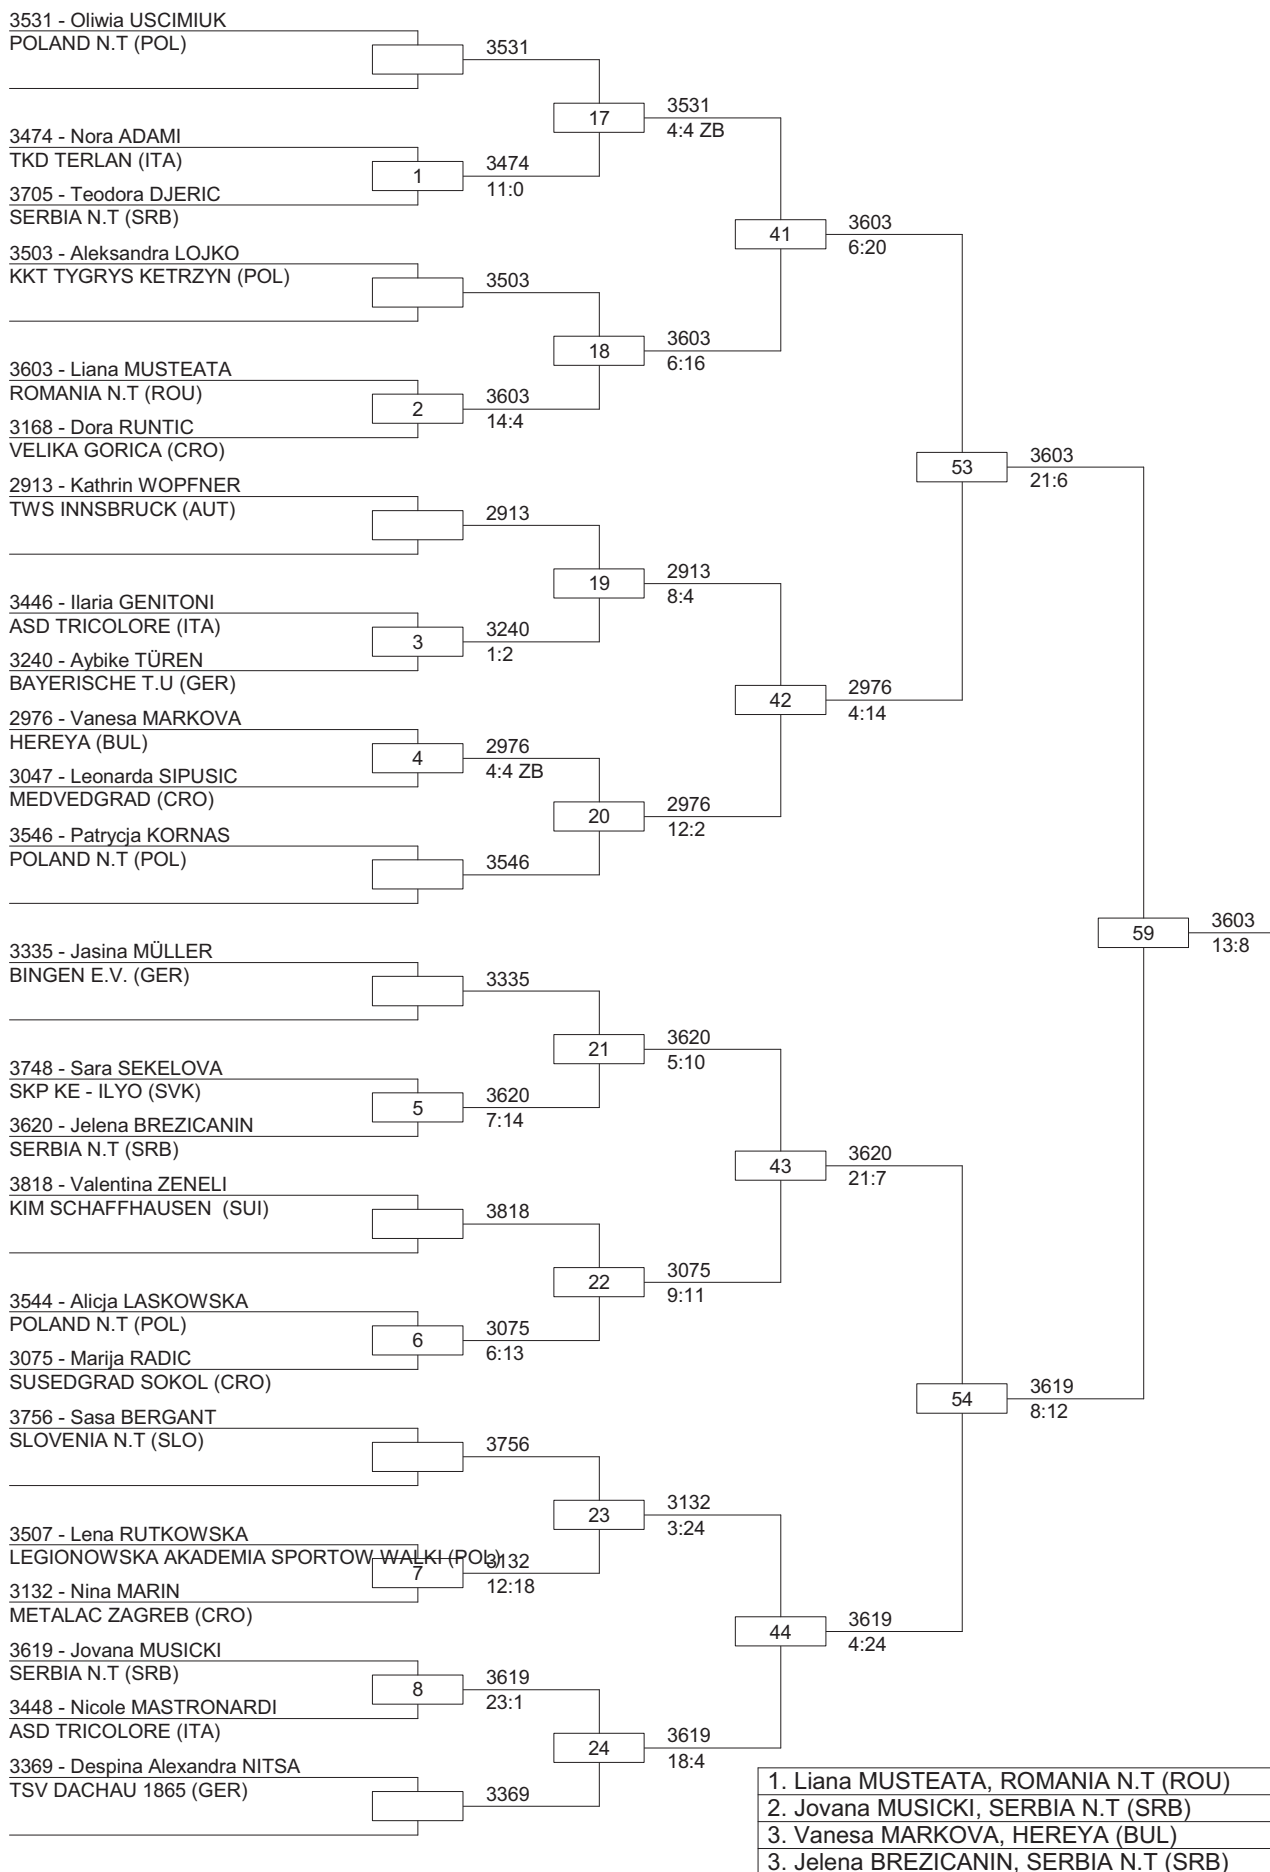 3531 - Oliwia USCIMIUK
POLAND N.T (POL)
3531
17
3531
4:4 ZB
3474 - Nora ADAMI
TKD TERLAN (ITA)
1
3474
11:0
3705 - Teodora DJERIC
SERBIA N.T (SRB)
41
3603
6:20
3503 - Aleksandra LOJKO
KKT TYGRYS KETRZYN (POL)
3503
18
3603
6:16
3603 - Liana MUSTEATA
ROMANIA N.T (ROU)
2
3603
14:4
3168 - Dora RUNTIC
VELIKA GORICA (CRO)
53
3603
21:6
2913 - Kathrin WOPFNER
TWS INNSBRUCK (AUT)
2913
19
2913
8:4
3446 - Ilaria GENITONI
ASD TRICOLORE (ITA)
3
3240
1:2
3240 - Aybike TÜREN
BAYERISCHE T.U (GER)
42
2976
4:14
2976 - Vanesa MARKOVA
HEREYA (BUL)
4
2976
4:4 ZB
3047 - Leonarda SIPUSIC
MEDVEDGRAD (CRO)
20
2976
12:2
3546 - Patrycja KORNAS
POLAND N.T (POL)
3546
59
3603
13:8
3335 - Jasina MÜLLER
BINGEN E.V. (GER)
3335
21
3620
5:10
3748 - Sara SEKELOVA
SKP KE - ILYO (SVK)
5
3620
7:14
3620 - Jelena BREZICANIN
SERBIA N.T (SRB)
43
3620
21:7
3818 - Valentina ZENELI
KIM SCHAFFHAUSEN  (SUI)
3818
22
3075
9:11
3544 - Alicja LASKOWSKA
POLAND N.T (POL)
6
3075
6:13
3075 - Marija RADIC
SUSEDGRAD SOKOL (CRO)
54
3619
8:12
3756 - Sasa BERGANT
SLOVENIA N.T (SLO)
3756
23
3132
3:24
3507 - Lena RUTKOWSKA
LEGIONOWSKA AKADEMIA SPORTOW WALKI (POL)
7
3132
12:18
3132 - Nina MARIN
METALAC ZAGREB (CRO)
44
3619
4:24
3619 - Jovana MUSICKI
SERBIA N.T (SRB)
8
3619
23:1
3448 - Nicole MASTRONARDI
ASD TRICOLORE (ITA)
24
3619
18:4
3369 - Despina Alexandra NITSA
TSV DACHAU 1865 (GER)
3369
1. Liana MUSTEATA, ROMANIA N.T (ROU)
2. Jovana MUSICKI, SERBIA N.T (SRB)
3. Vanesa MARKOVA, HEREYA (BUL)
3. Jelena BREZICANIN, SERBIA N.T (SRB)